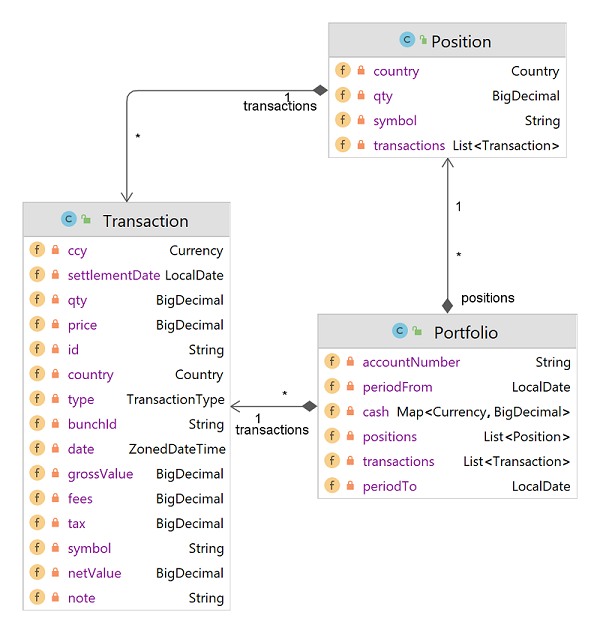 Position
country Country
qty BigDecimal
symbol String
transactions List<Transaction>
1
transactions
*
1
*
positions
Transaction
ccy Currency
settlementDate LocalDate
qty BigDecimal
price BigDecimal
id String
country Country
type TransactionType
bunchId String
date ZonedDateTime
grossValue BigDecimal
fees BigDecimal
tax BigDecimal
symbol String
netValue BigDecimal
note String
*
1
transactions
Portfolio
accountNumber String
periodFrom LocalDate
cash Map<Currency, BigDecimal>
positions List<Position>
transactions List<Transaction>
periodTo LocalDate